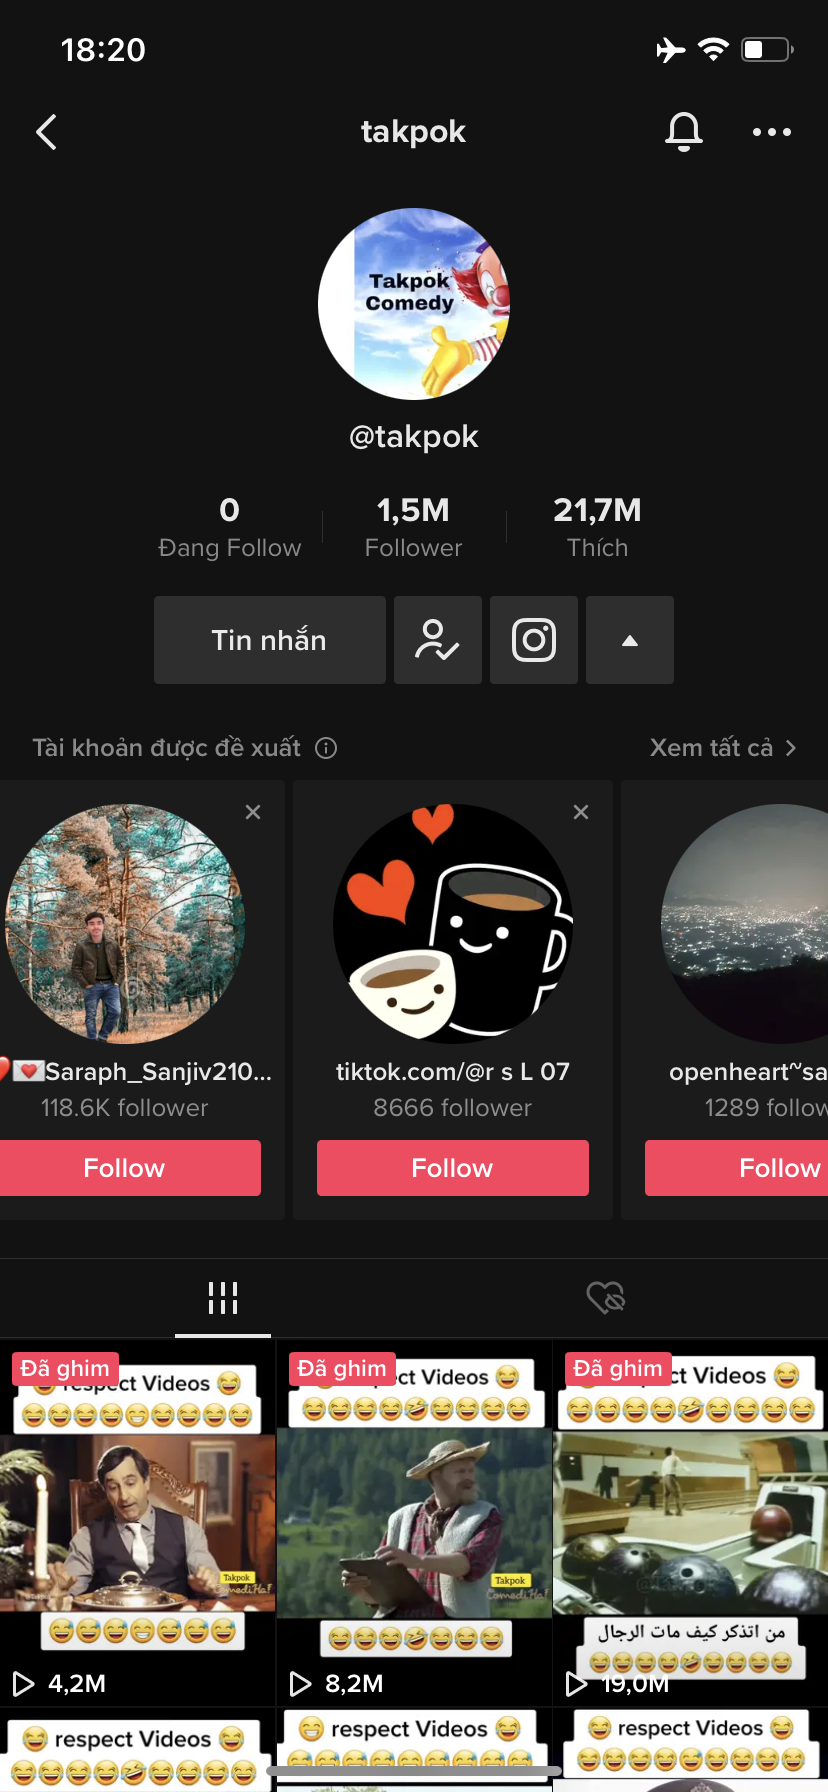 18:20
takpok
Takpok
Comedy
@takpok
0
Đang Follow
1,5M
Follower
21,7M
Thích
Tin nhắn
Tài khoản được đề xuất
Xem tất cả
❤️💌Saraph_Sanjiv210...
118.6K follower
Follow
tiktok.com/@r s L 07
8666 follower
Follow
openheart~sa
1289 follow
Follow
Đã ghim
respect Videos 😂
😂😂😂😂😁😂😂😂😂
Takpok
ComediHa!
😅😅😅😁😅😅😅
4,2M
Đã ghim
ct Videos 😂
😂😂😂😂🤣😂😂😂😂
Takpok
ComediHa!
😂😂😂🤣😂😂😂
8,2M
Đã ghim
ct Videos 😂
😂😂😂😂🤣😂😂😂😂
من اتذكر كيف مات الرجال
😂😂😂😂🤣😂😂😂😂
19,0M
😂 respect Videos 😂
😂😂😂😂🤣😂😂😂😂
😁 respect Videos 😂
😅😅😅😅😅😅😅😅😅
😂 respect Videos 😂
😂😂😂😂😅😂😂😂😂